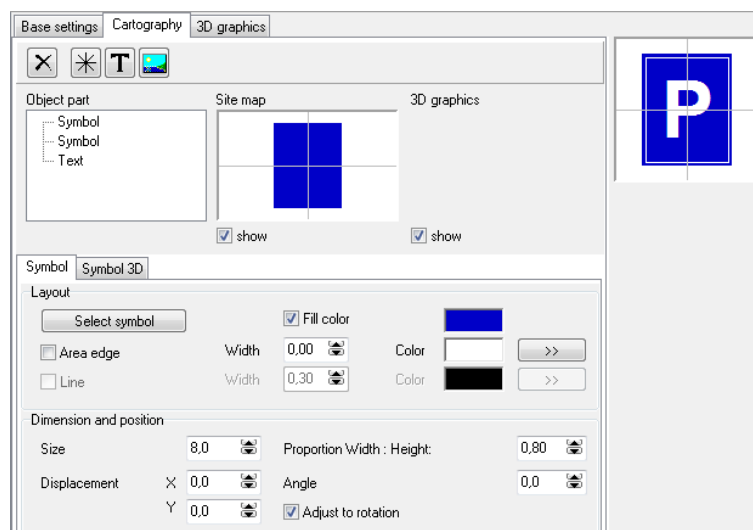 Base settings Cartography 3D graphics
T
Object part Site map 3D graphics
Symbol
Symbol
Text
show show
P
Symbol Symbol 3D
Layout
Select symbol Fill color
Area edge Width 0,00 Color >>
Line Width 0,30 Color >>
Dimension and position
Size 8,0 Proportion Width : Height: 0,80
Displacement X 0,0 Angle 0,0
Y 0,0 Adjust to rotation